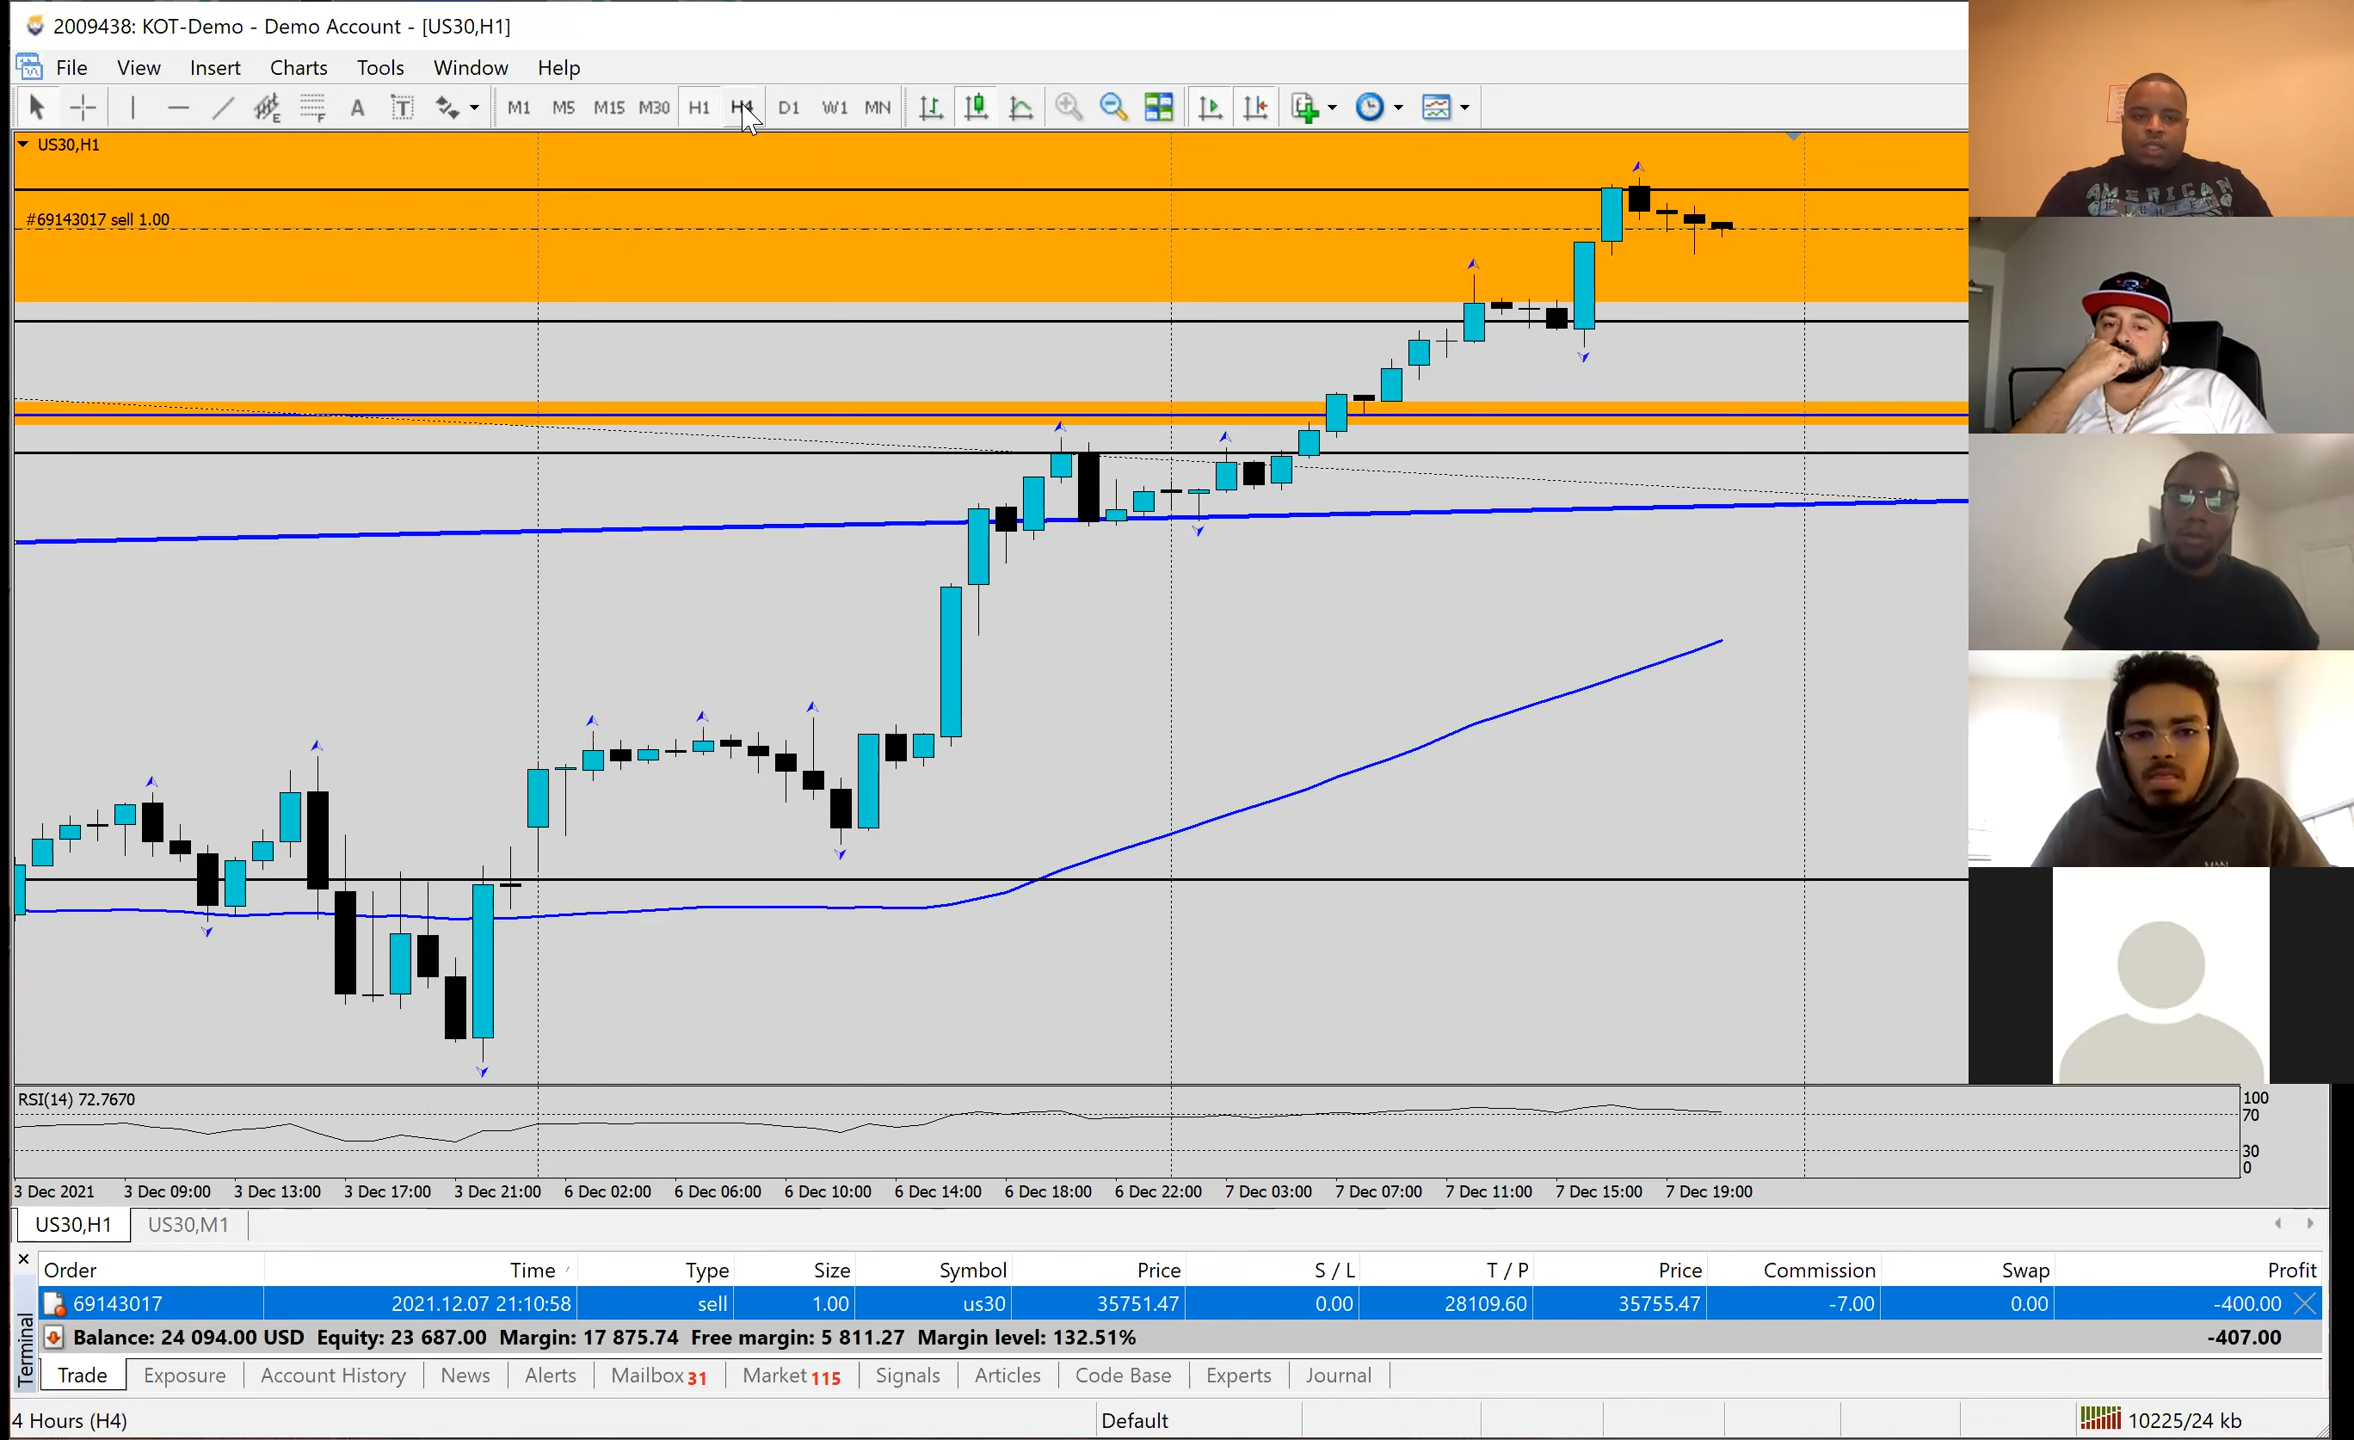 2009438: KOT-Demo - Demo Account - [US30,H1]
File View Insert Charts Tools Window Help
A T E F M1 M5 M15 M30 H1 H4 D1 W1 MN
US30,H1
#69143017 sell 1.00
AMERICAN
RSI(14) 72.7670
100
70
30
0
3 Dec 2021 3 Dec 09:00 3 Dec 13:00 3 Dec 17:00 3 Dec 21:00 6 Dec 02:00 6 Dec 06:00 6 Dec 10:00 6 Dec 14:00 6 Dec 18:00 6 Dec 22:00 7 Dec 03:00 7 Dec 07:00 7 Dec 11:00 7 Dec 15:00 7 Dec 19:00
US30,H1 US30,M1
Order Time Type Size Symbol Price S / L T / P Price Commission Swap Profit
69143017 2021.12.07 21:10:58 sell 1.00 us30 35751.47 0.00 28109.60 35755.47 -7.00 0.00 -400.00
Balance: 24 094.00 USD Equity: 23 687.00 Margin: 17 875.74 Free margin: 5 811.27 Margin level: 132.51% -407.00
Terminal
Trade Exposure Account History News Alerts Mailbox 31 Market 115 Signals Articles Code Base Experts Journal
4 Hours (H4) Default 10225/24 kb